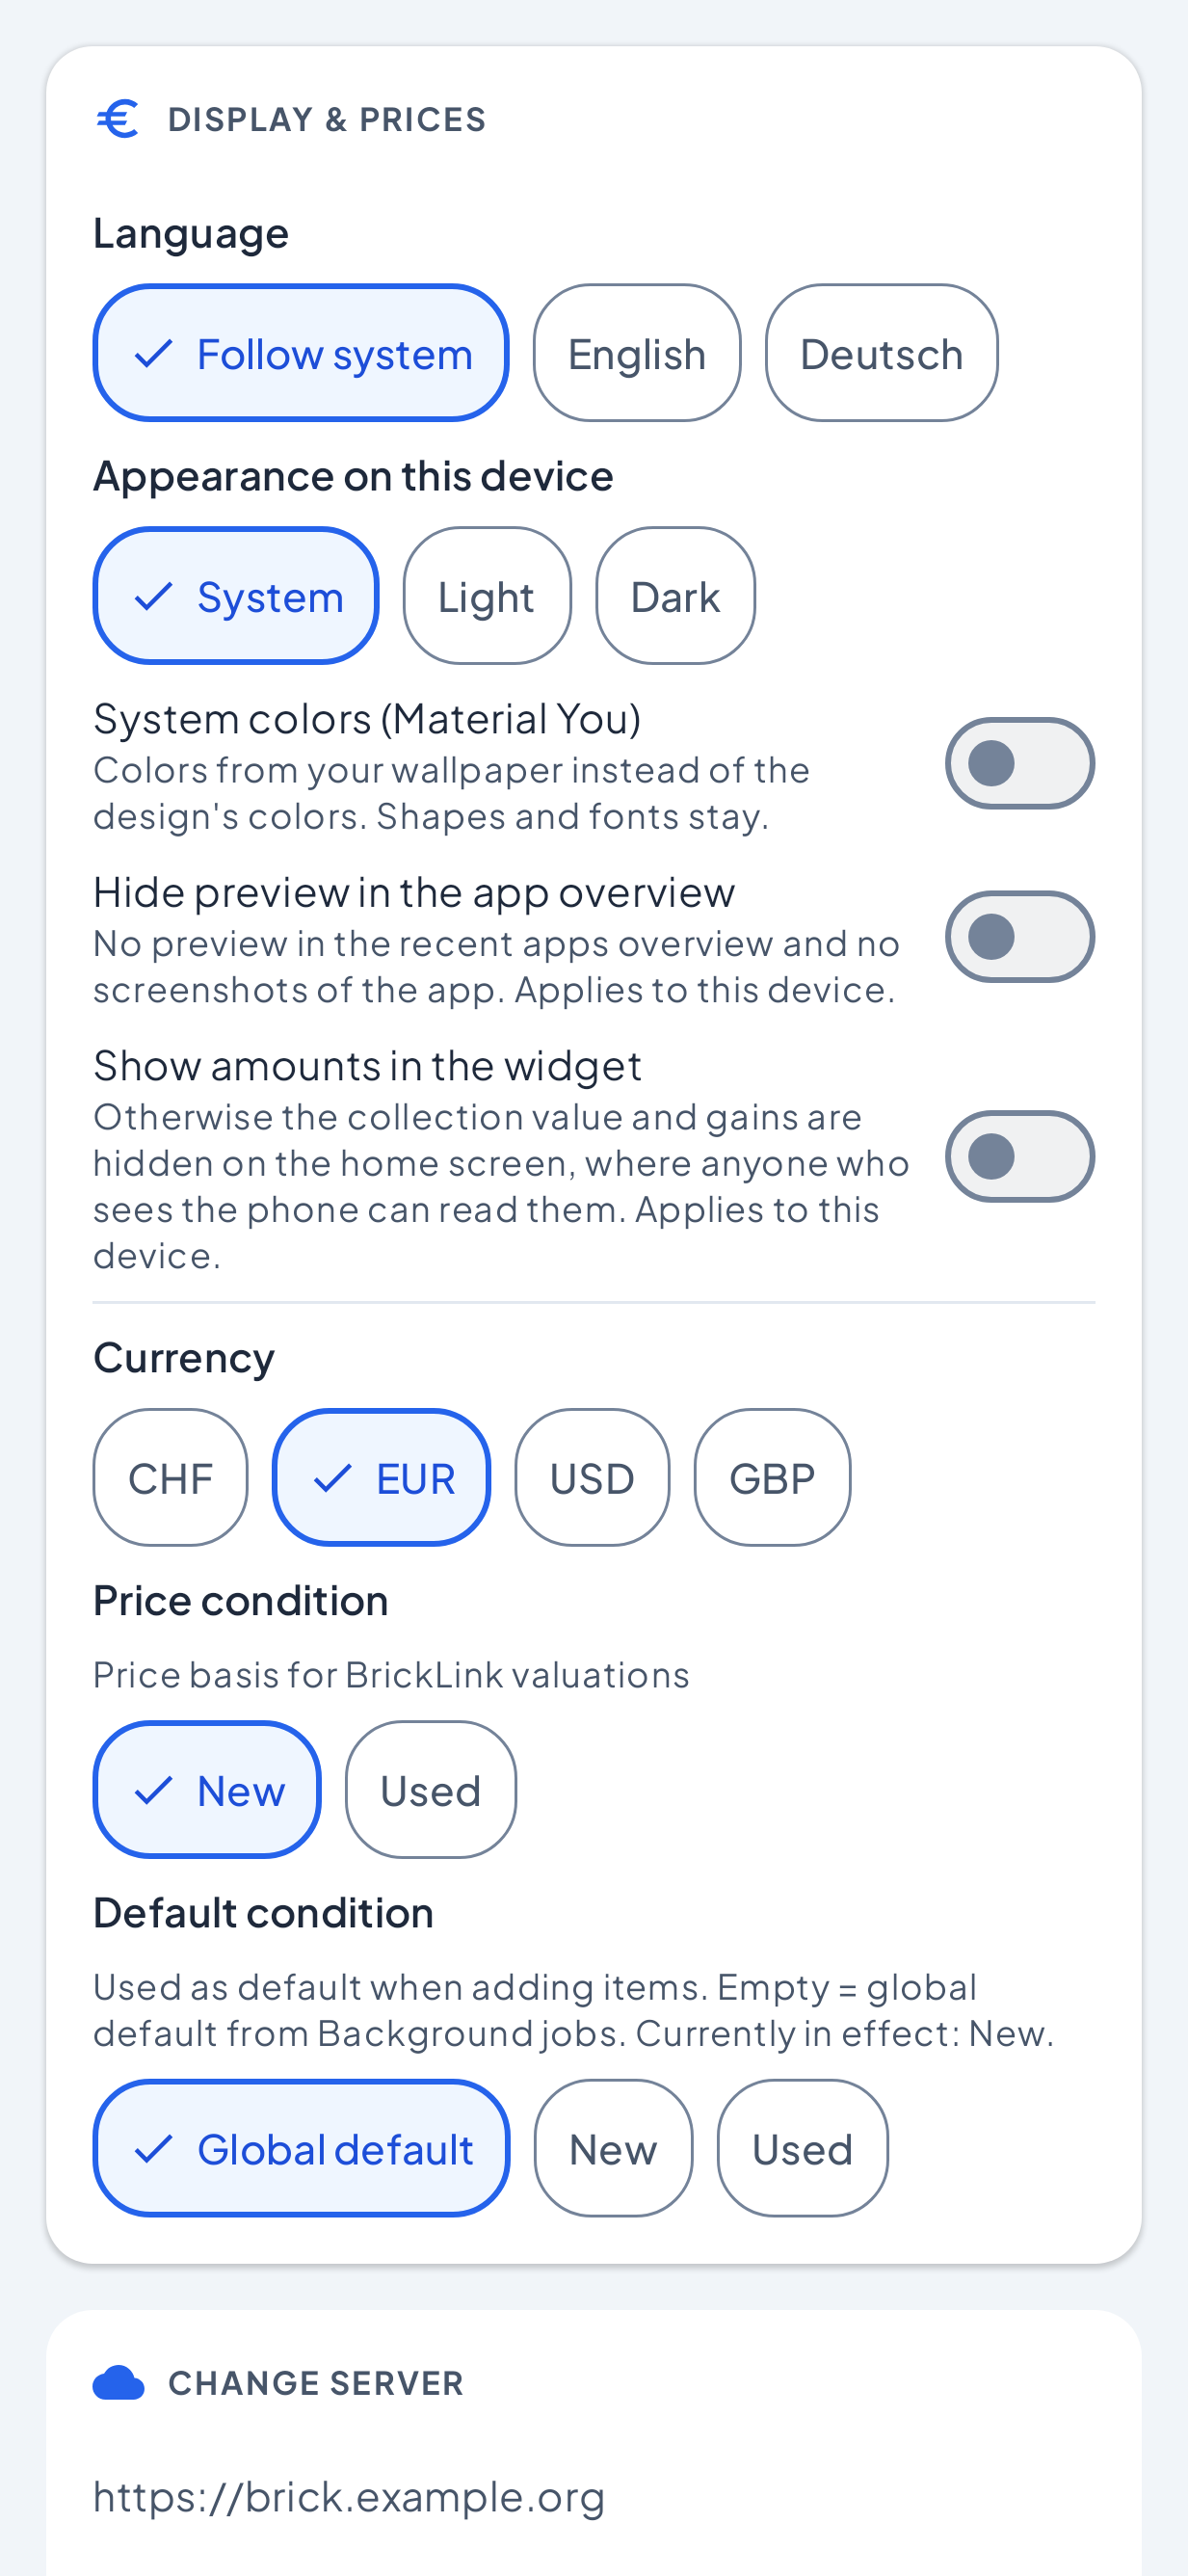 DISPLAY & PRICES
Language
Follow system English Deutsch
Appearance on this device
System Light Dark
System colors (Material You)
Colors from your wallpaper instead of the
design's colors. Shapes and fonts stay.
Hide preview in the app overview
No preview in the recent apps overview and no
screenshots of the app. Applies to this device.
Show amounts in the widget
Otherwise the collection value and gains are
hidden on the home screen, where anyone who
sees the phone can read them. Applies to this
device.
Currency
CHF EUR USD GBP
Price condition
Price basis for BrickLink valuations
New Used
Default condition
Used as default when adding items. Empty = global
default from Background jobs. Currently in effect: New.
Global default New Used
CHANGE SERVER
https://brick.example.org